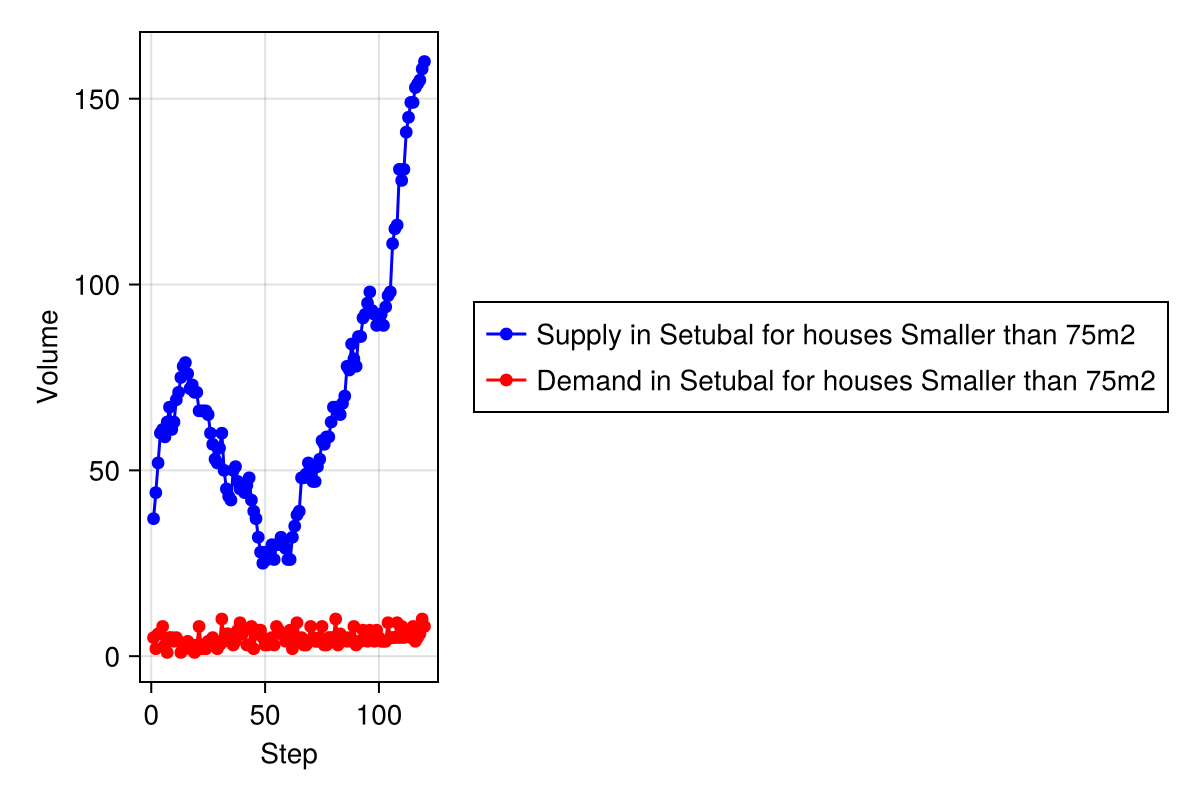 150
100
50
0
Volume
0 50 100
Step
Supply in Setubal for houses Smaller than 75m2
Demand in Setubal for houses Smaller than 75m2